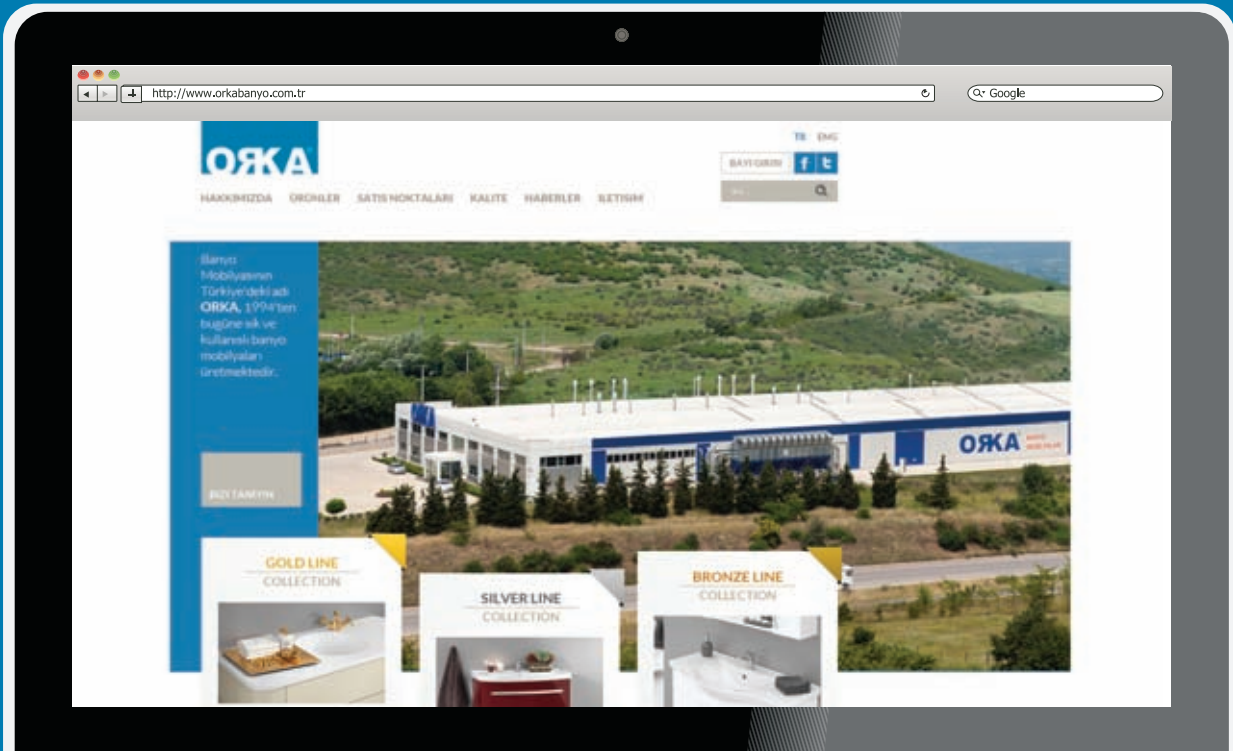 http://www.orkabanyo.com.tr
Google
ORKA
TR ENG
BAYİ GİRİŞİ
HAKKIMIZDA ÜRÜNLER SATIŞ NOKTALARI KALİTE HABERLER İLETİŞİM
Banyo
Mobilyasının
Türkiye'deki adı
ORKA, 1994'ten
bugüne şık ve
kullanışlı banyo
mobilyaları
üretmektedir.
BİZİ TANIYIN
ORKA
GOLD LINE
COLLECTION
SILVER LINE
COLLECTION
BRONZE LINE
COLLECTION